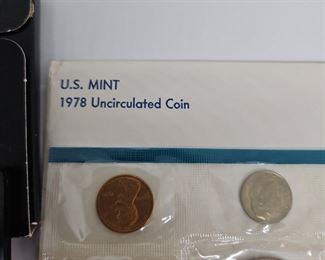 U.S. MINT
1978 Uncirculated Coin